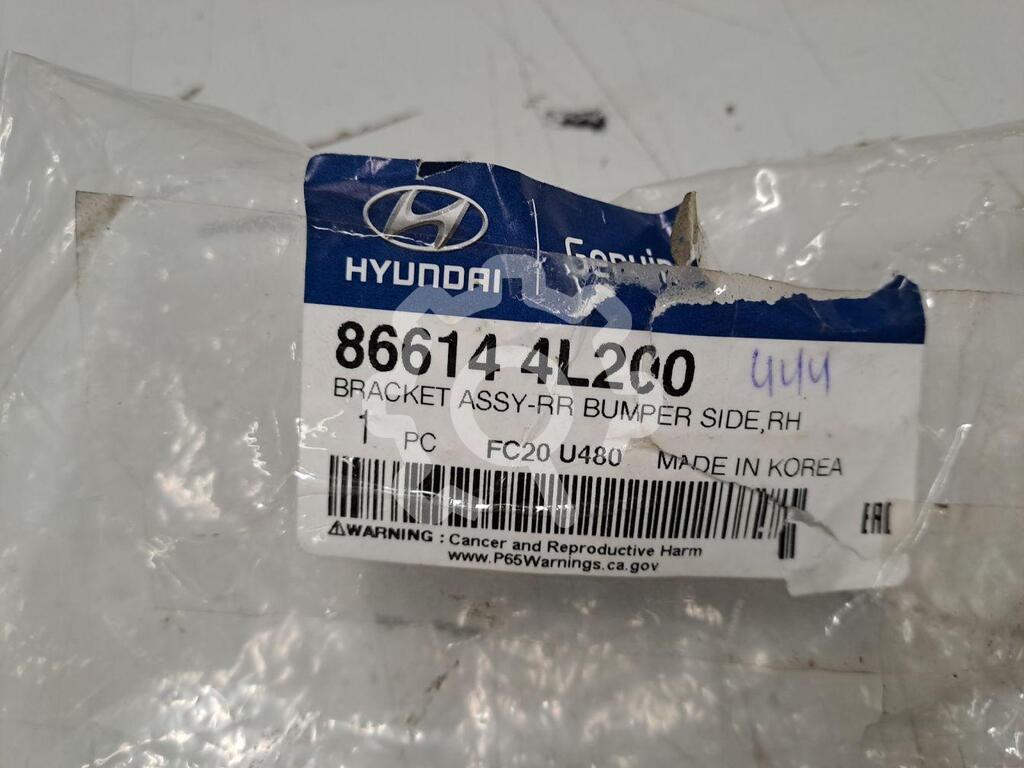 HYUNDAI
86614 4L200 444
BRACKET ASSY-RR BUMPER SIDE,RH
1 PC FC20 U480 MADE IN KOREA
EAC
⚠WARNING : Cancer and Reproductive Harm
www.P65Warnings.ca.gov